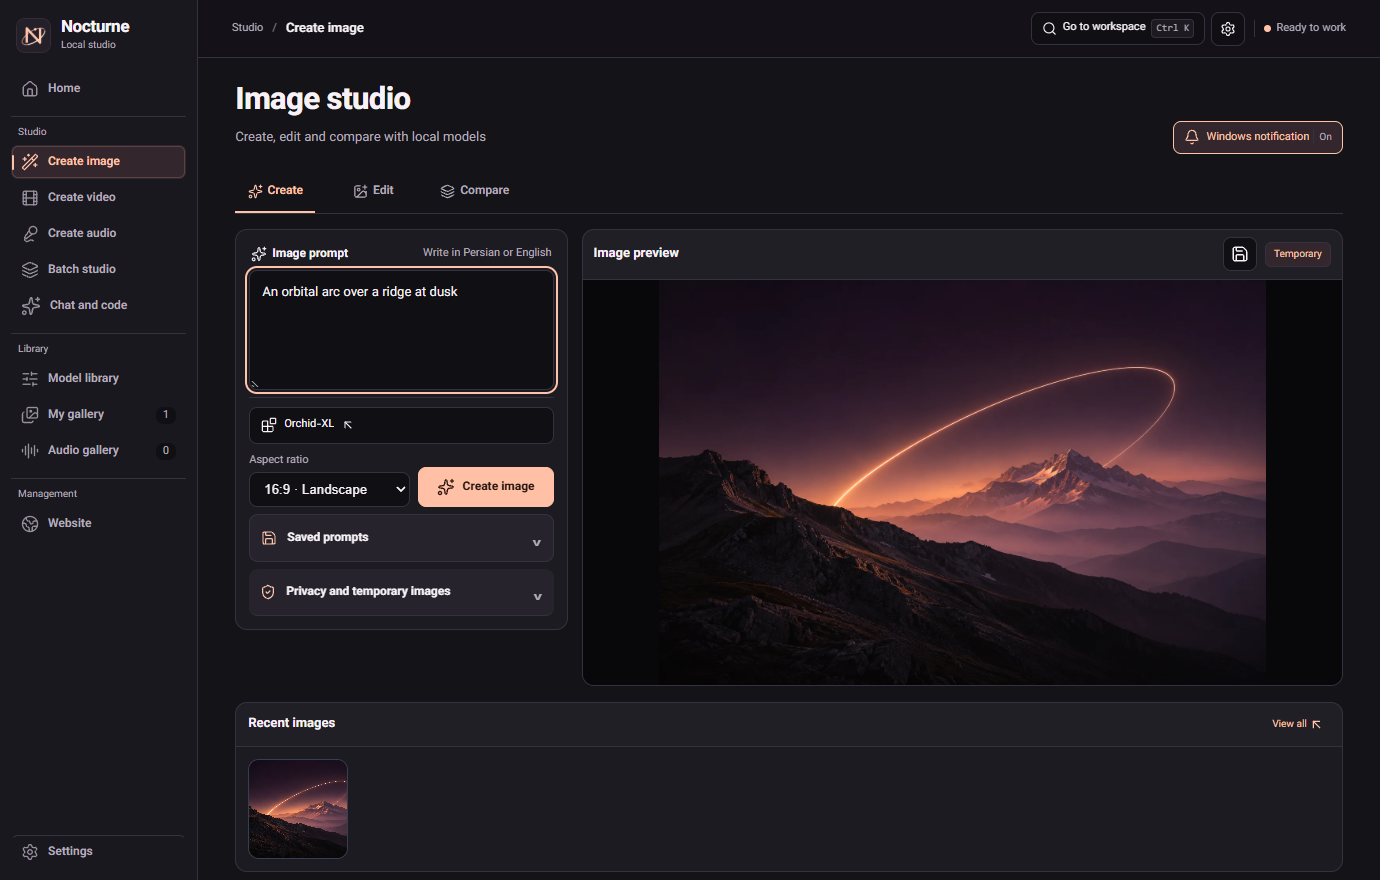 Nocturne
Local studio
Home
Studio
Create image
Create video
Create audio
Batch studio
Chat and code
Library
Model library
My gallery 1
Audio gallery 0
Management
Website
Settings
Studio / Create image
Go to workspace Ctrl K
Ready to work
Image studio
Create, edit and compare with local models
Windows notification On
Create
Edit
Compare
Image prompt
Write in Persian or English
An orbital arc over a ridge at dusk
Orchid-XL
Aspect ratio
16:9 · Landscape
Create image
Saved prompts
Privacy and temporary images
Image preview
Temporary
Recent images
View all